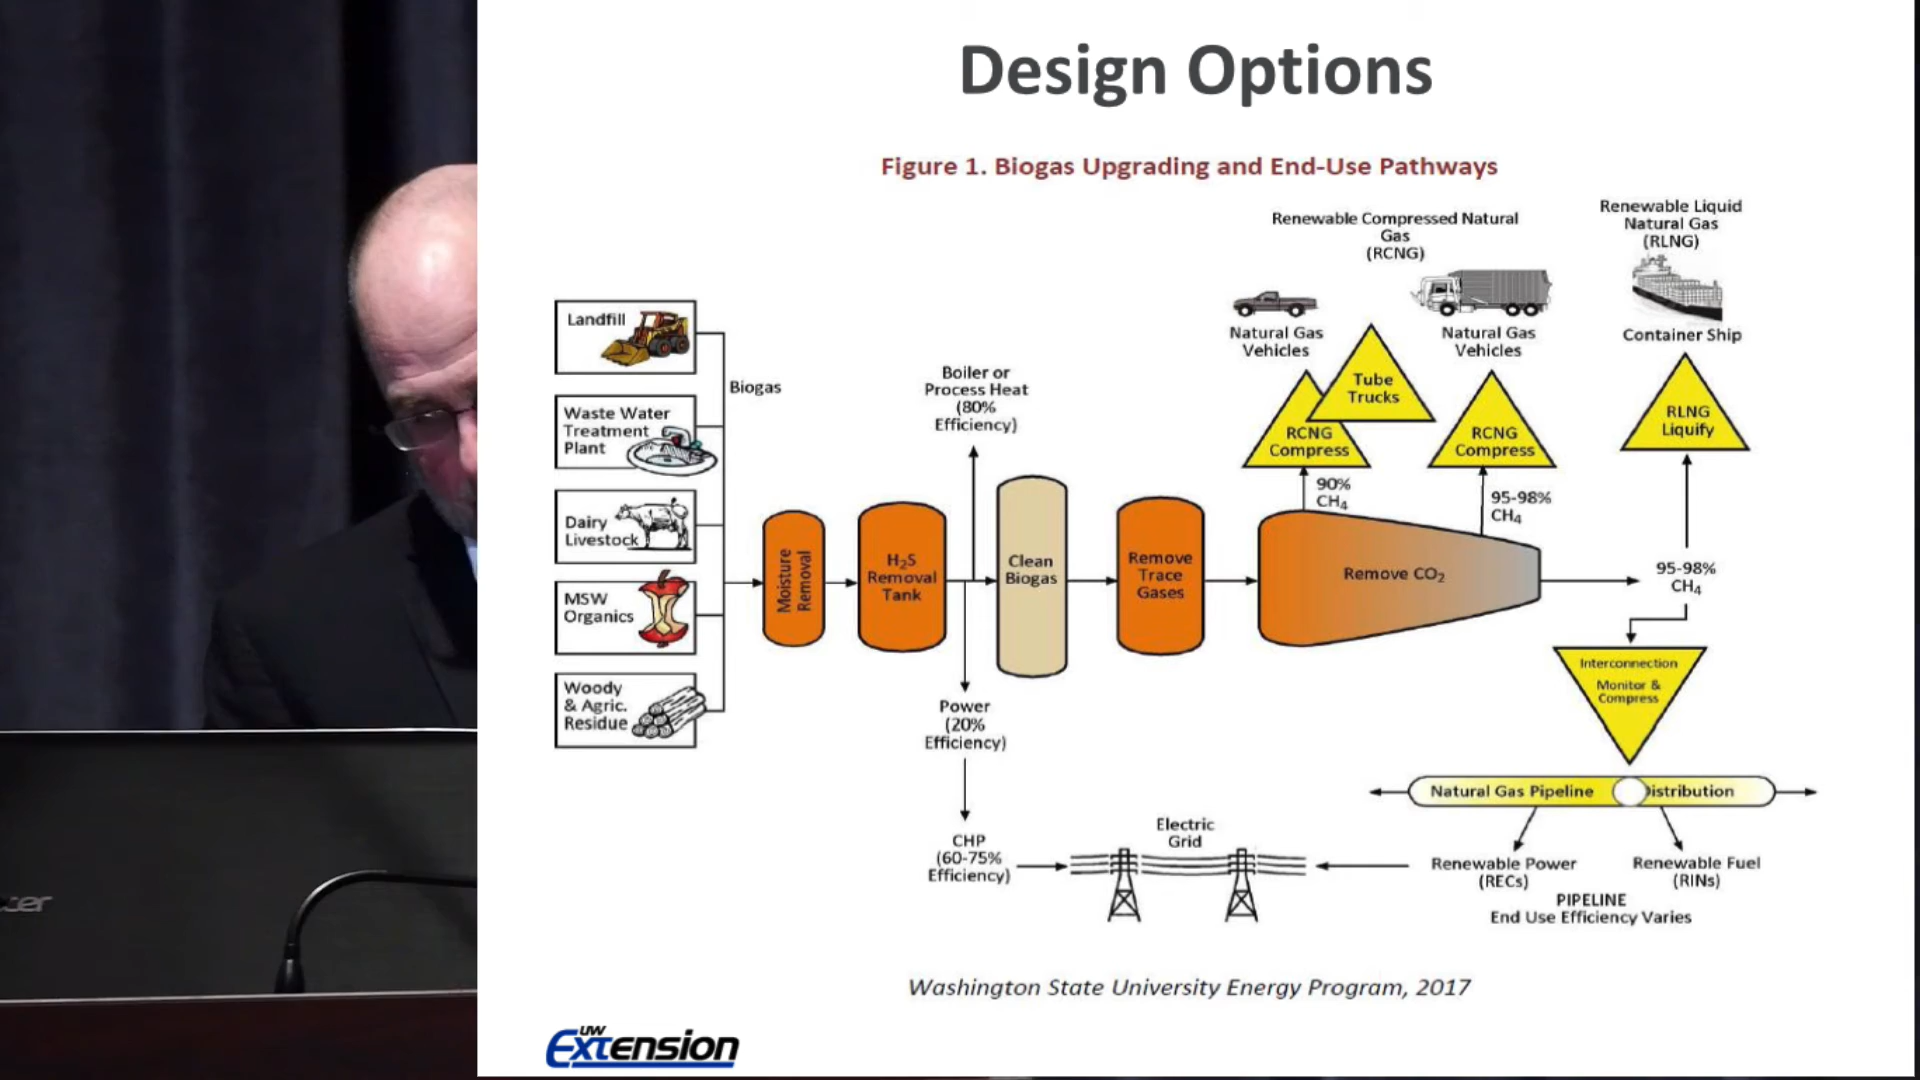 Design Options
Figure 1. Biogas Upgrading and End-Use Pathways
Renewable Compressed Natural
Gas
(RCNG)
Renewable Liquid
Natural Gas
(RLNG)
Natural Gas
Vehicles
Natural Gas
Vehicles
Container Ship
Landfill
Biogas
Waste Water
Treatment
Plant
Dairy
Livestock
MSW
Organics
Woody
& Agric.
Residue
Moisture
Removal
H₂S
Removal
Tank
Boiler or
Process Heat
(80%
Efficiency)
Clean
Biogas
Power
(20%
Efficiency)
CHP
(60-75%
Efficiency)
Remove
Trace
Gases
Remove CO₂
Tube
Trucks
RCNG
Compress
90%
CH₄
RCNG
Compress
95-98%
CH₄
RLNG
Liquify
95-98%
CH₄
Interconnection
Monitor &
Compress
Natural Gas Pipeline istribution
Electric
Grid
Renewable Power
(RECs)
Renewable Fuel
(RINs)
PIPELINE
End Use Efficiency Varies
Washington State University Energy Program, 2017
UW
Extension
cer